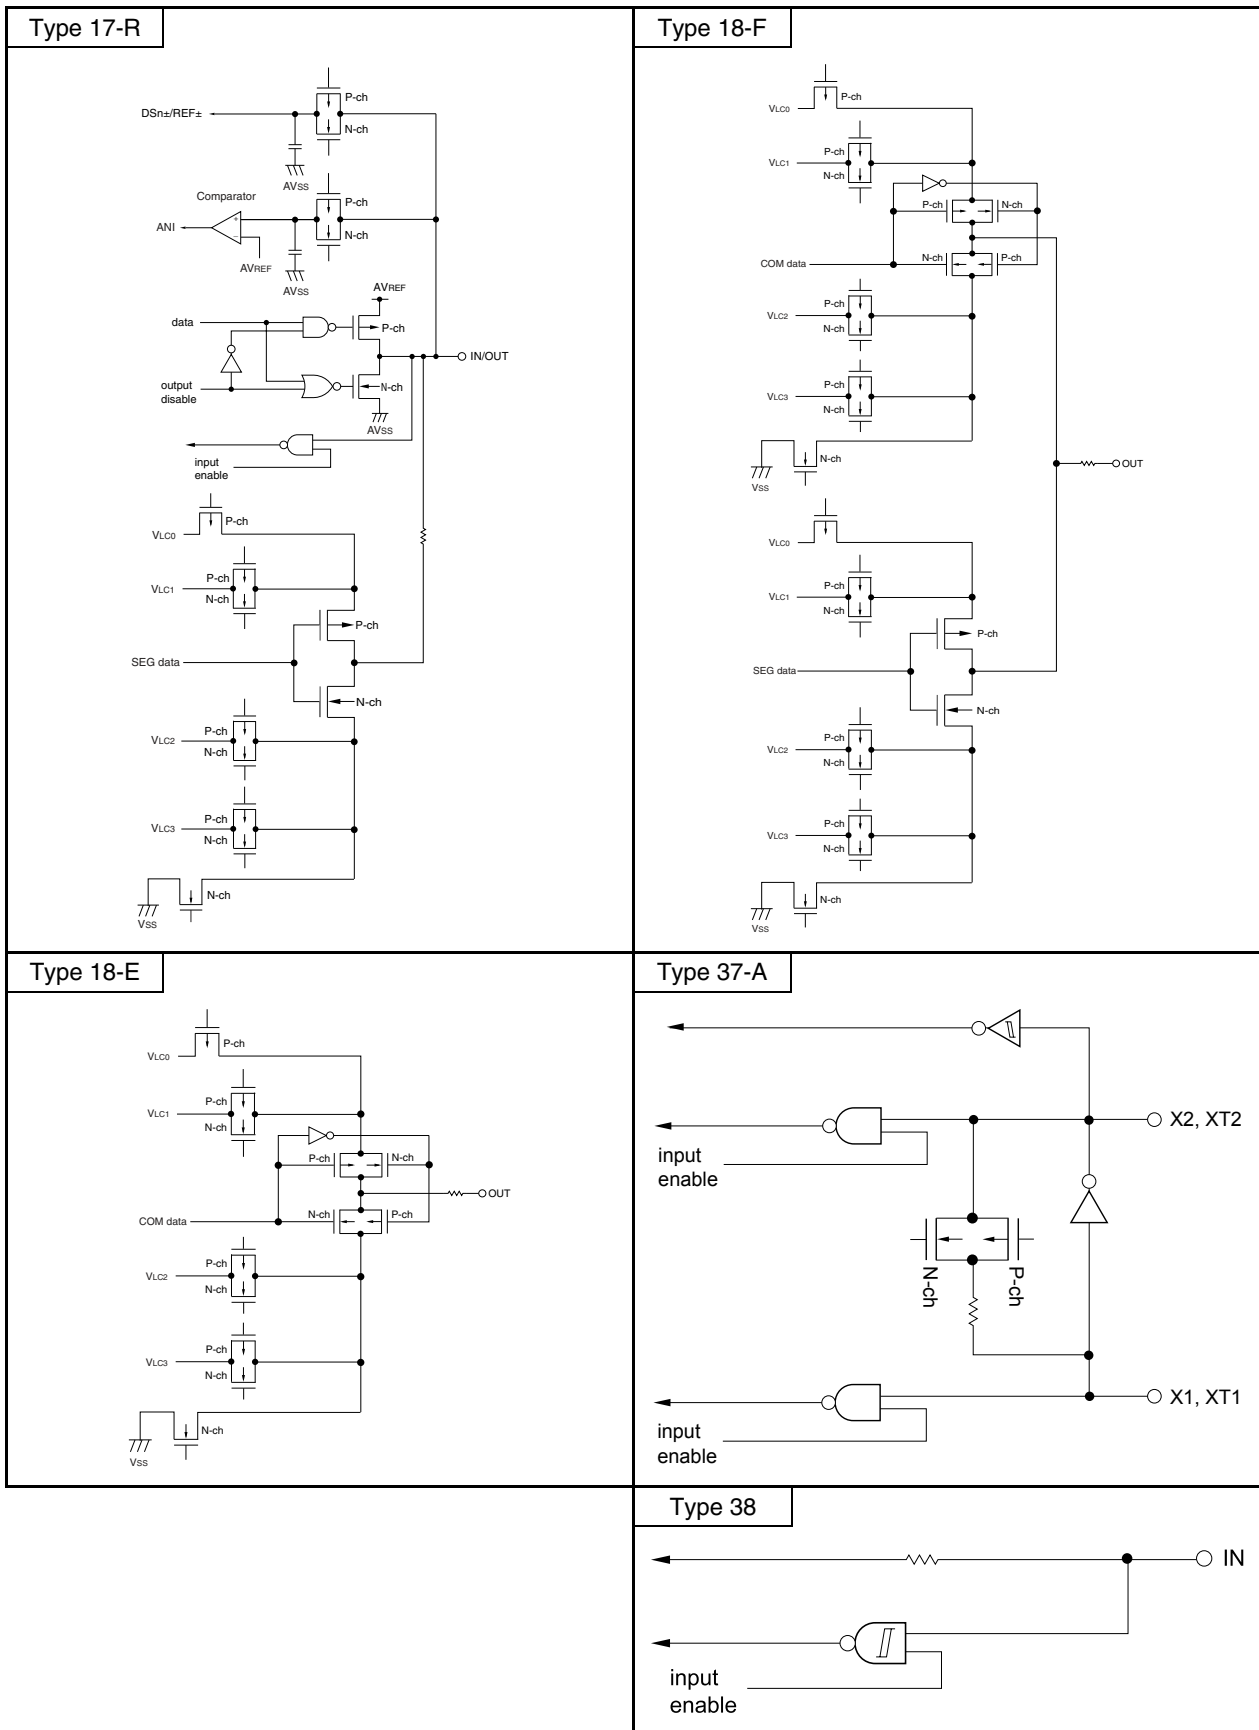 Type 17-R
P-ch
DSn±/REF±
N-ch
AVSS
Comparator
P-ch
+
ANI
−
N-ch
AVREF
AVSS
AVREF
data
P-ch
IN/OUT
output
disable
N-ch
AVSS
input
enable
P-ch
VLC0
P-ch
VLC1
N-ch
P-ch
SEG data
N-ch
P-ch
VLC2
N-ch
P-ch
VLC3
N-ch
N-ch
VSS
Type 18-F
P-ch
VLC0
P-ch
VLC1
N-ch
P-ch
N-ch
N-ch
P-ch
COM data
P-ch
VLC2
N-ch
P-ch
VLC3
N-ch
N-ch
VSS
OUT
P-ch
VLC0
P-ch
VLC1
N-ch
P-ch
SEG data
N-ch
P-ch
VLC2
N-ch
P-ch
VLC3
N-ch
N-ch
VSS
Type 18-E
P-ch
VLC0
P-ch
VLC1
N-ch
P-ch
N-ch
OUT
N-ch
P-ch
COM data
P-ch
VLC2
N-ch
P-ch
VLC3
N-ch
N-ch
VSS
Type 37-A
X2, XT2
input
enable
N-ch
P-ch
X1, XT1
input
enable
Type 38
IN
input
enable